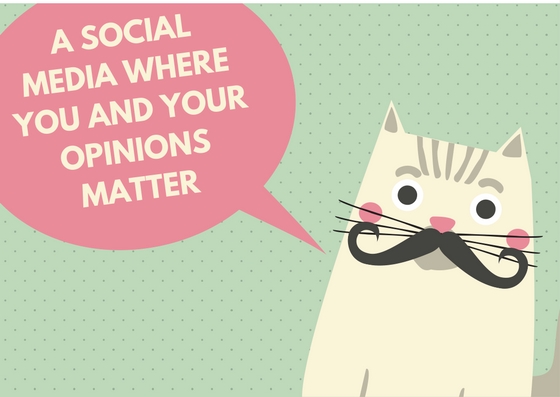 A SOCIAL
MEDIA WHERE
YOU AND YOUR
OPINIONS
MATTER